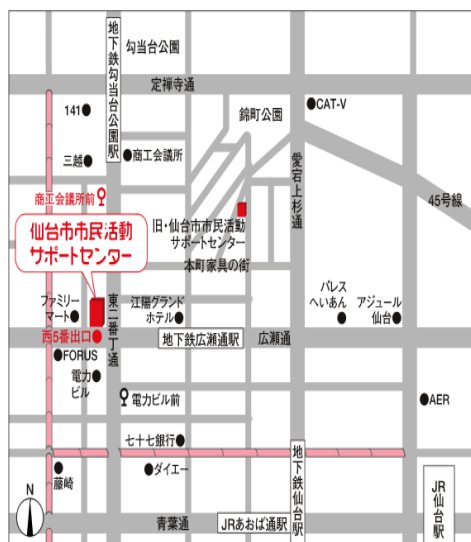 地下鉄勾当台公園駅
勾当台公園
定禅寺通
141
CAT-V
錦町公園
商工会議所
三越
愛宕上杉通
45号線
商工会議所前
旧・仙台市市民活動
サポートセンター
本町家具の街
仙台市市民活動
サポートセンター
ファミリー
マート
東二番丁通
江陽グランド
ホテル
パレス
へいあん
アジュール
仙台
西5番出口
地下鉄広瀬通駅
広瀬通
FORUS
電力
ビル
電力ビル前
AER
七十七銀行
地下鉄仙台駅
藤崎
ダイエー
JR仙台駅
N
青葉通
JRあおば通駅